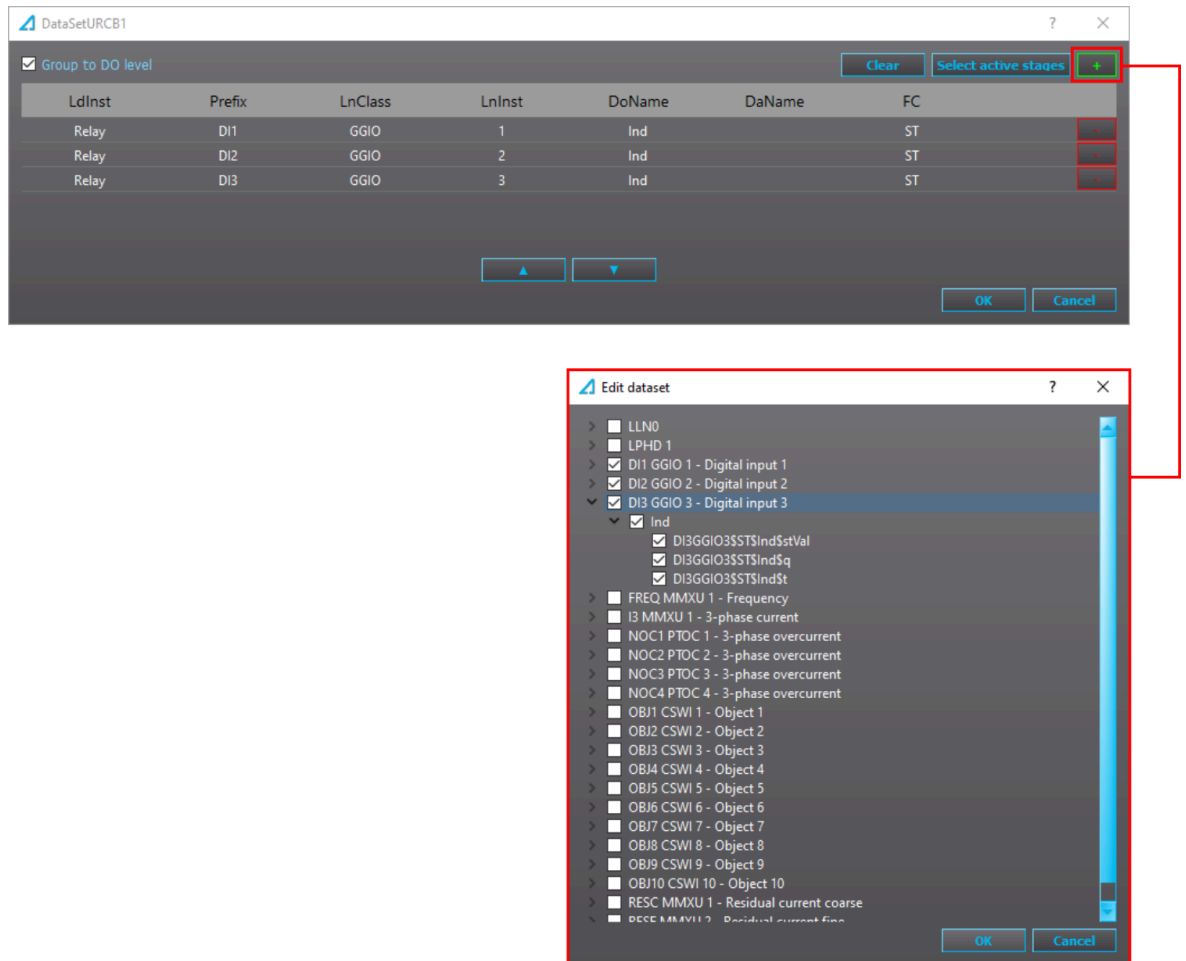 DataSetURCB1 ? ×
Group to DO level Clear Select active stages +
LdInst Prefix LnClass LnInst DoName DaName FC
Relay DI1 GGIO 1 Ind ST -
Relay DI2 GGIO 2 Ind ST -
Relay DI3 GGIO 3 Ind ST -
▲ ▼
OK Cancel
Edit dataset ? ×
LLN0
LPHD 1
DI1 GGIO 1 - Digital input 1
DI2 GGIO 2 - Digital input 2
DI3 GGIO 3 - Digital input 3
Ind
DI3GGIO3$ST$Ind$stVal
DI3GGIO3$ST$Ind$q
DI3GGIO3$ST$Ind$t
FREQ MMXU 1 - Frequency
I3 MMXU 1 - 3-phase current
NOC1 PTOC 1 - 3-phase overcurrent
NOC2 PTOC 2 - 3-phase overcurrent
NOC3 PTOC 3 - 3-phase overcurrent
NOC4 PTOC 4 - 3-phase overcurrent
OBJ1 CSWI 1 - Object 1
OBJ2 CSWI 2 - Object 2
OBJ3 CSWI 3 - Object 3
OBJ4 CSWI 4 - Object 4
OBJ5 CSWI 5 - Object 5
OBJ6 CSWI 6 - Object 6
OBJ7 CSWI 7 - Object 7
OBJ8 CSWI 8 - Object 8
OBJ9 CSWI 9 - Object 9
OBJ10 CSWI 10 - Object 10
RESC MMXU 1 - Residual current coarse
RESF MMXU 2 - Residual current fine
OK Cancel